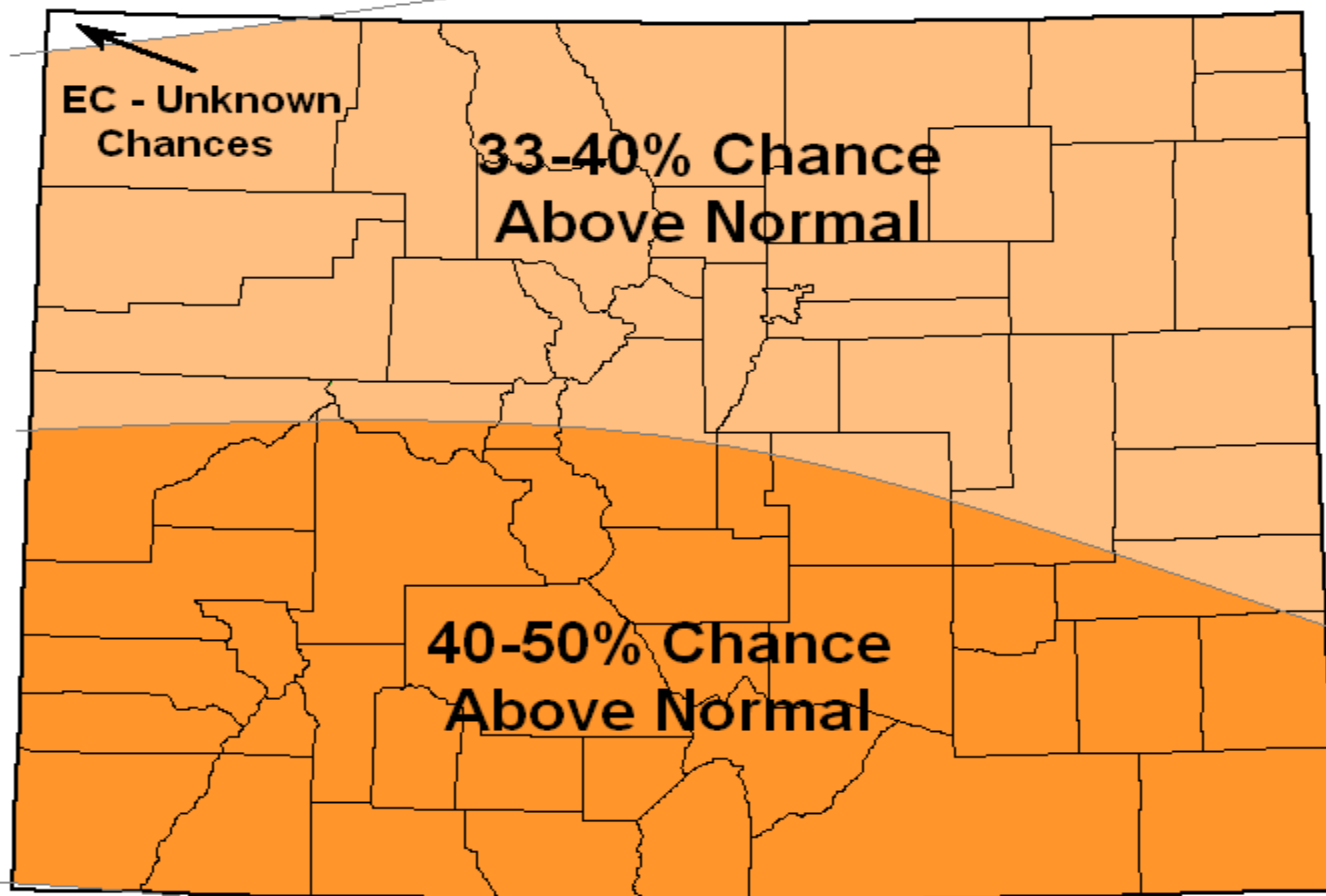 EC - Unknown
Chances
33-40% Chance
Above Normal
40-50% Chance
Above Normal